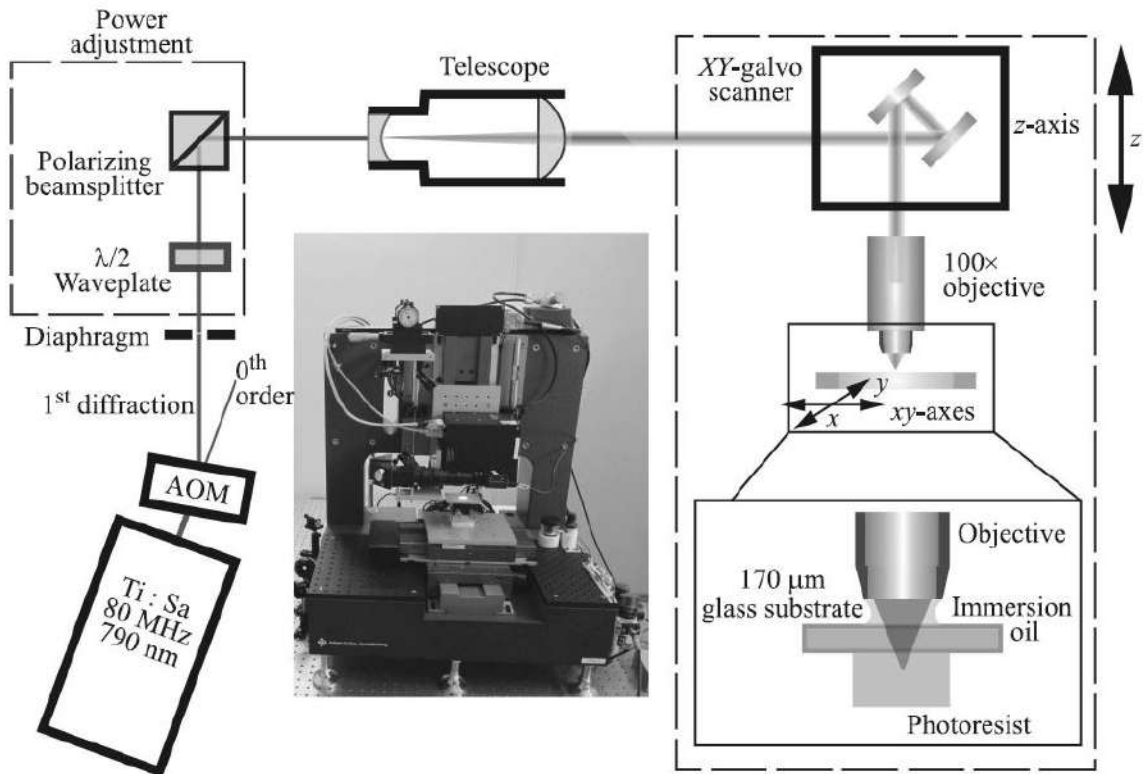 Power
adjustment
Telescope
XY-galvo
scanner
z-axis
z
Polarizing
beamsplitter
λ/2
Waveplate
100×
objective
Diaphragm
0th
order
1st diffraction
y
x
xy-axes
AOM
Ti : Sa
80 MHz
790 nm
Objective
170 μm
glass substrate
Immersion
oil
Photoresist